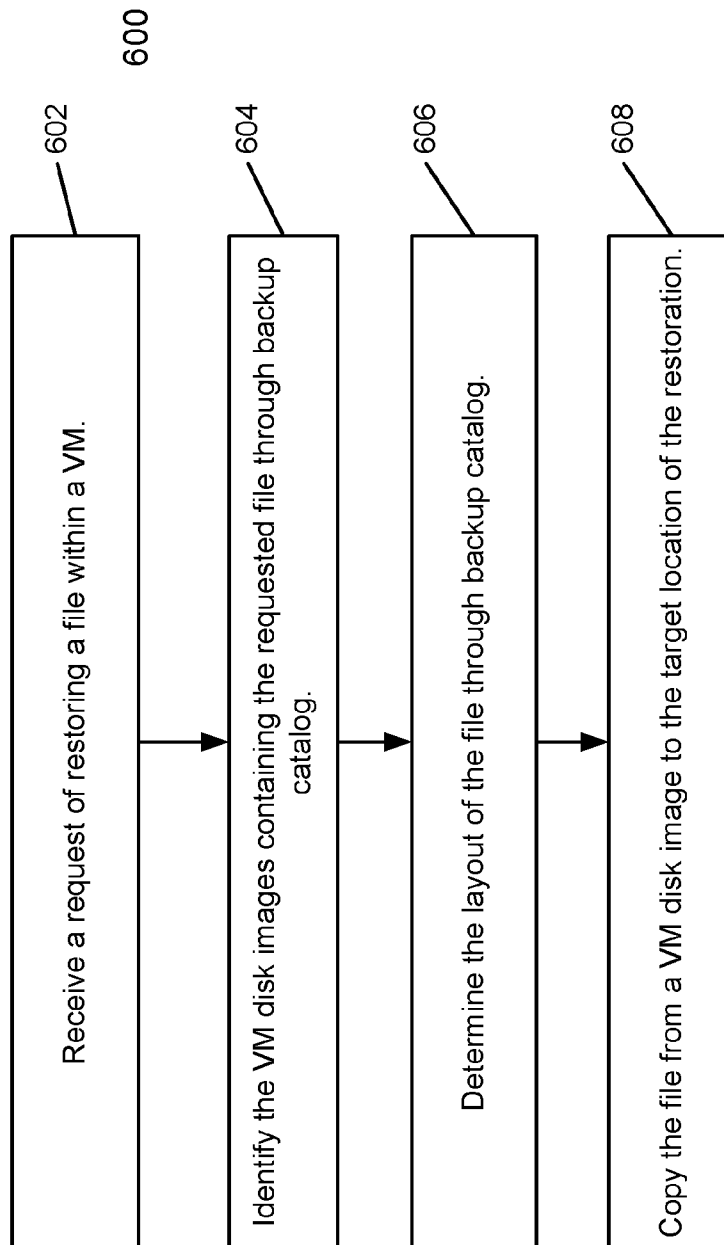 600
602
Receive a request of restoring a file within a VM.
604
Identify the VM disk images containing the requested file through backup
catalog.
606
Determine the layout of the file through backup catalog.
608
Copy the file from a VM disk image to the target location of the restoration.